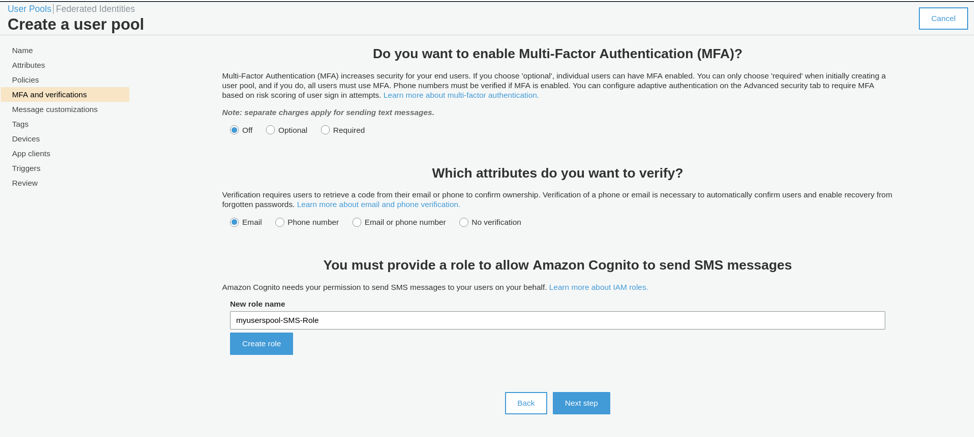 User Pools | Federated Identities
Create a user pool
Cancel
Name
Attributes
Policies
MFA and verifications
Message customizations
Tags
Devices
App clients
Triggers
Review
Do you want to enable Multi-Factor Authentication (MFA)?
Multi-Factor Authentication (MFA) increases security for your end users. If you choose 'optional', individual users can have MFA enabled. You can only choose 'required' when initially creating a
user pool, and if you do, all users must use MFA. Phone numbers must be verified if MFA is enabled. You can configure adaptive authentication on the Advanced security tab to require MFA
based on risk scoring of user sign in attempts. Learn more about multi-factor authentication.
Note: separate charges apply for sending text messages.
Off Optional Required
Which attributes do you want to verify?
Verification requires users to retrieve a code from their email or phone to confirm ownership. Verification of a phone or email is necessary to automatically confirm users and enable recovery from
forgotten passwords. Learn more about email and phone verification.
Email Phone number Email or phone number No verification
You must provide a role to allow Amazon Cognito to send SMS messages
Amazon Cognito needs your permission to send SMS messages to your users on your behalf. Learn more about IAM roles.
New role name
myuserspool-SMS-Role
Create role
Back Next step